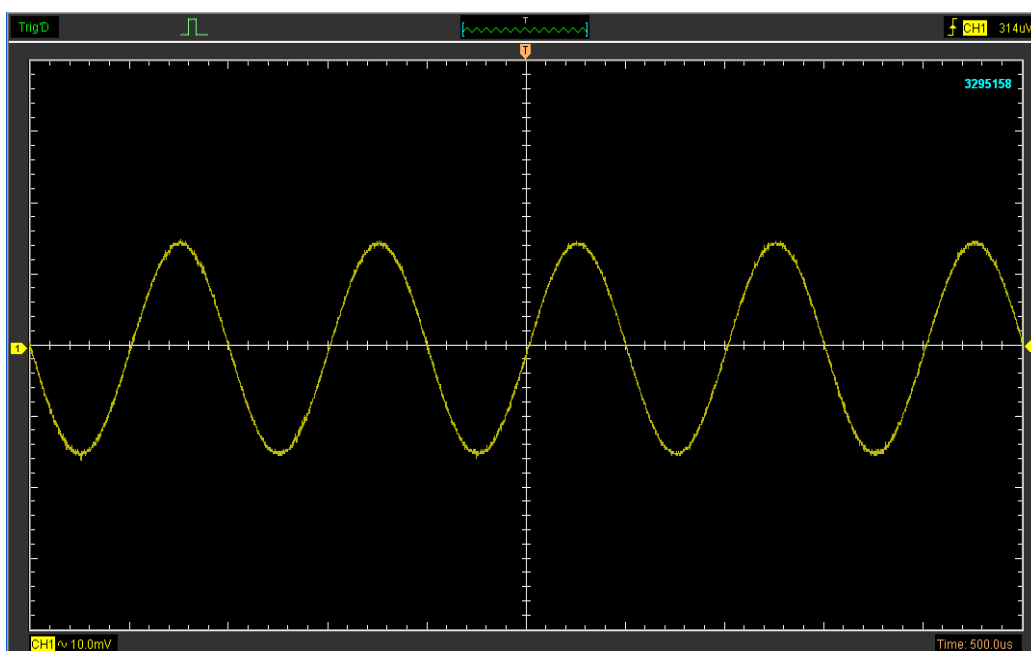 Trig'D
T
CH1 314uV
T
3295158
1
CH1 ∿ 10.0mV
Time: 500.0us